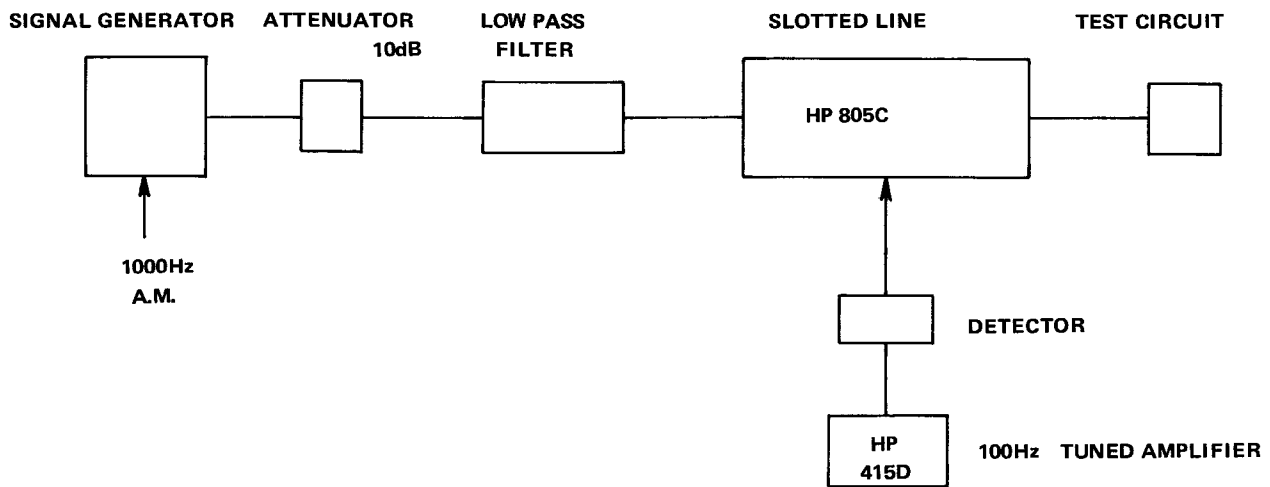 SIGNAL GENERATOR
ATTENUATOR
10dB
LOW PASS
FILTER
SLOTTED LINE
TEST CIRCUIT
HP 805C
1000Hz
A.M.
DETECTOR
HP
415D
100Hz TUNED AMPLIFIER